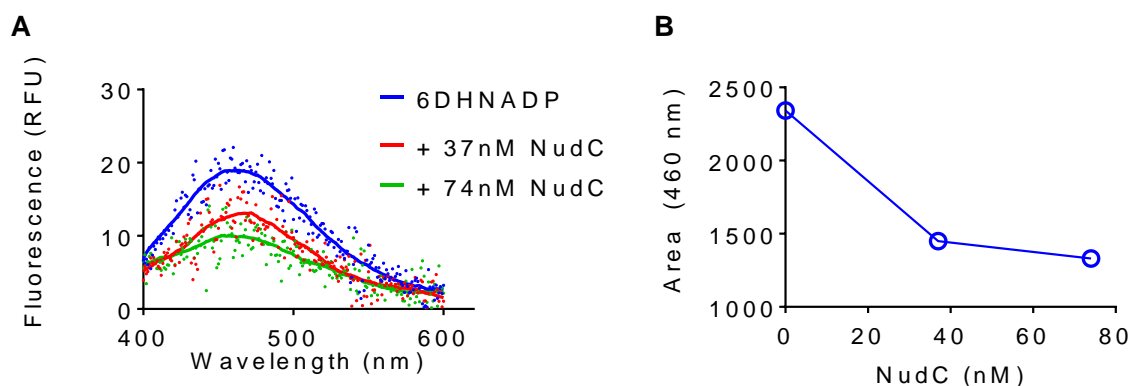 A
Fluorescence (RFU)
30
20
10
0
400
500
600
Wavelength (nm)
6DHNADP
+ 37nM NudC
+ 74nM NudC
B
Area (460 nm)
2500
2000
1500
1000
0
20
40
60
80
NudC (nM)